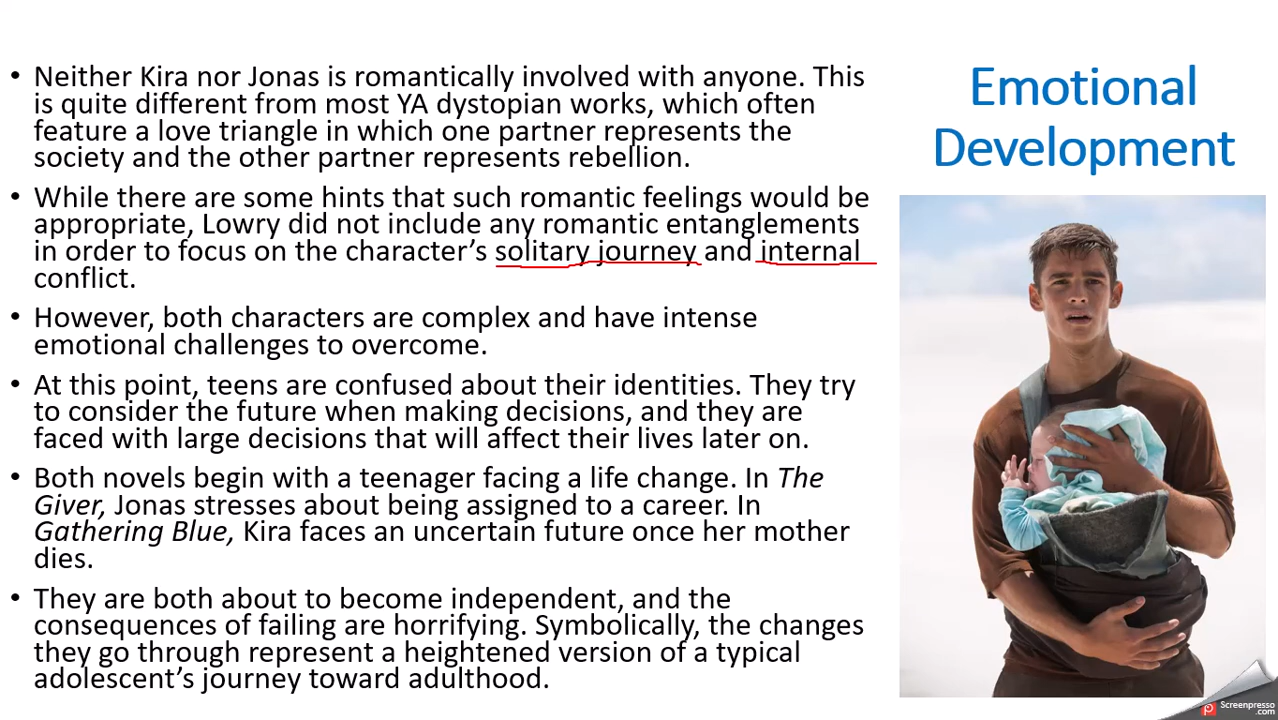 • Neither Kira nor Jonas is romantically involved with anyone. This
is quite different from most YA dystopian works, which often
feature a love triangle in which one partner represents the
society and the other partner represents rebellion.
• While there are some hints that such romantic feelings would be
appropriate, Lowry did not include any romantic entanglements
in order to focus on the character's solitary journey and internal
conflict.
• However, both characters are complex and have intense
emotional challenges to overcome.
• At this point, teens are confused about their identities. They try
to consider the future when making decisions, and they are
faced with large decisions that will affect their lives later on.
• Both novels begin with a teenager facing a life change. In The
Giver, Jonas stresses about being assigned to a career. In
Gathering Blue, Kira faces an uncertain future once her mother
dies.
• They are both about to become independent, and the
consequences of failing are horrifying. Symbolically, the changes
they go through represent a heightened version of a typical
adolescent's journey toward adulthood.
Emotional
Development
Screenpresso
.com